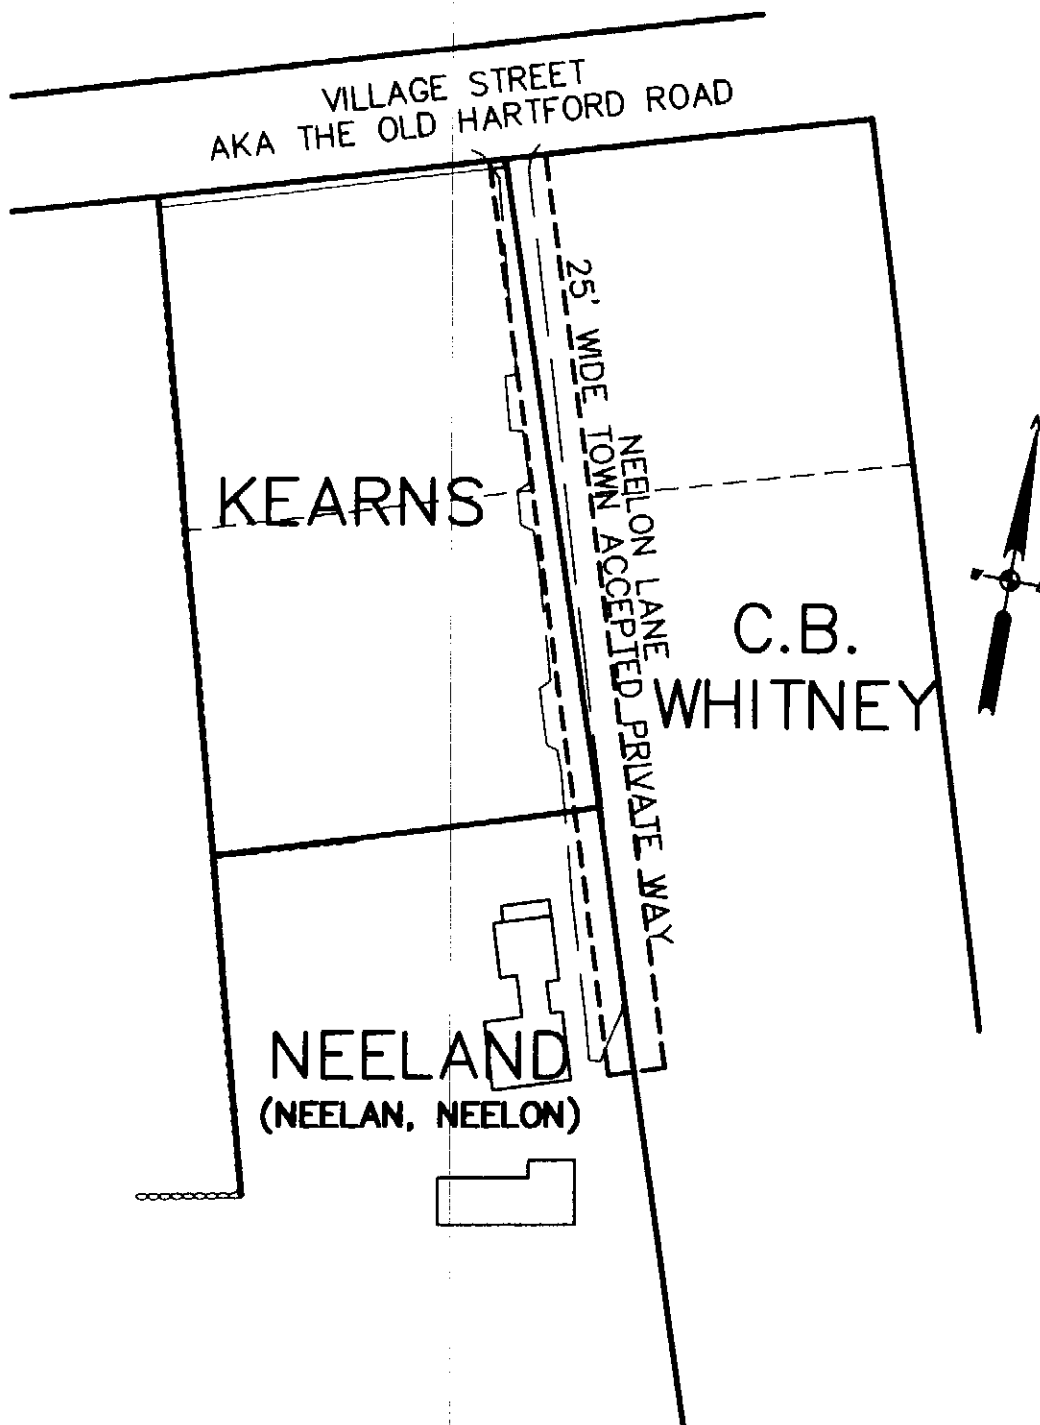 VILLAGE STREET
AKA THE OLD HARTFORD ROAD
KEARNS
NEELON LANE
25' WIDE TOWN ACCEPTED PRIVATE WAY
C.B.
WHITNEY
NEELAND
(NEELAN, NEELON)